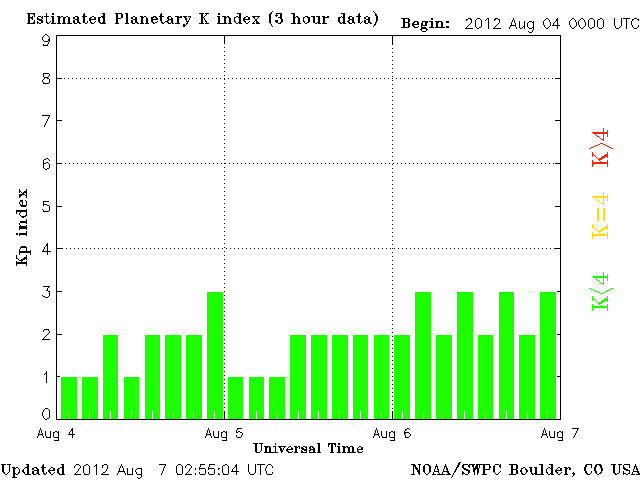 Estimated Planetary K index (3 hour data) Begin: 2012 Aug 04 0000 UTC
9
8
7
6
5
4
3
2
1
0
Kp index
K>4
K=4
K<4
Aug 4 Aug 5 Aug 6 Aug 7
Universal Time
Updated 2012 Aug 7 02:55:04 UTC NOAA/SWPC Boulder, CO USA